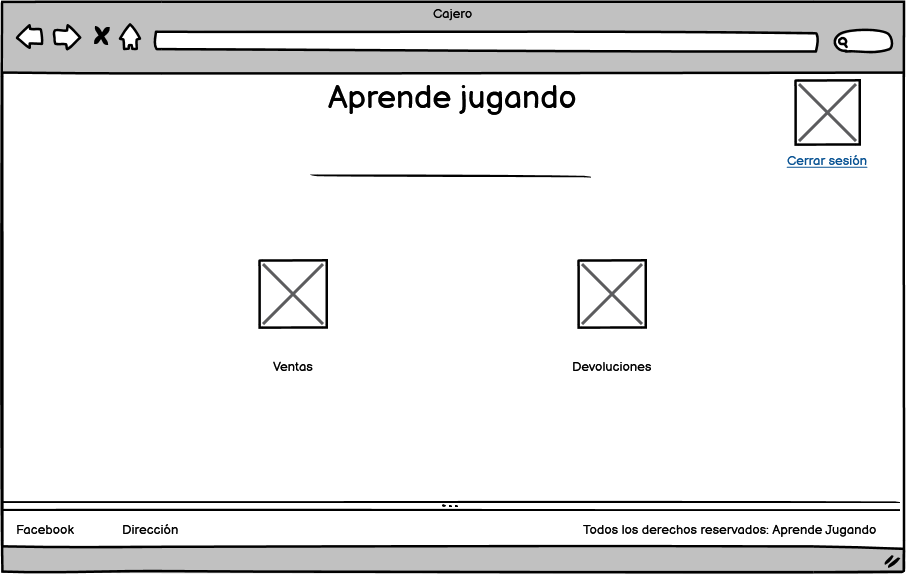 Cajero
Aprende jugando
Cerrar sesión
Ventas
Devoluciones
Facebook
Dirección
Todos los derechos reservados: Aprende Jugando